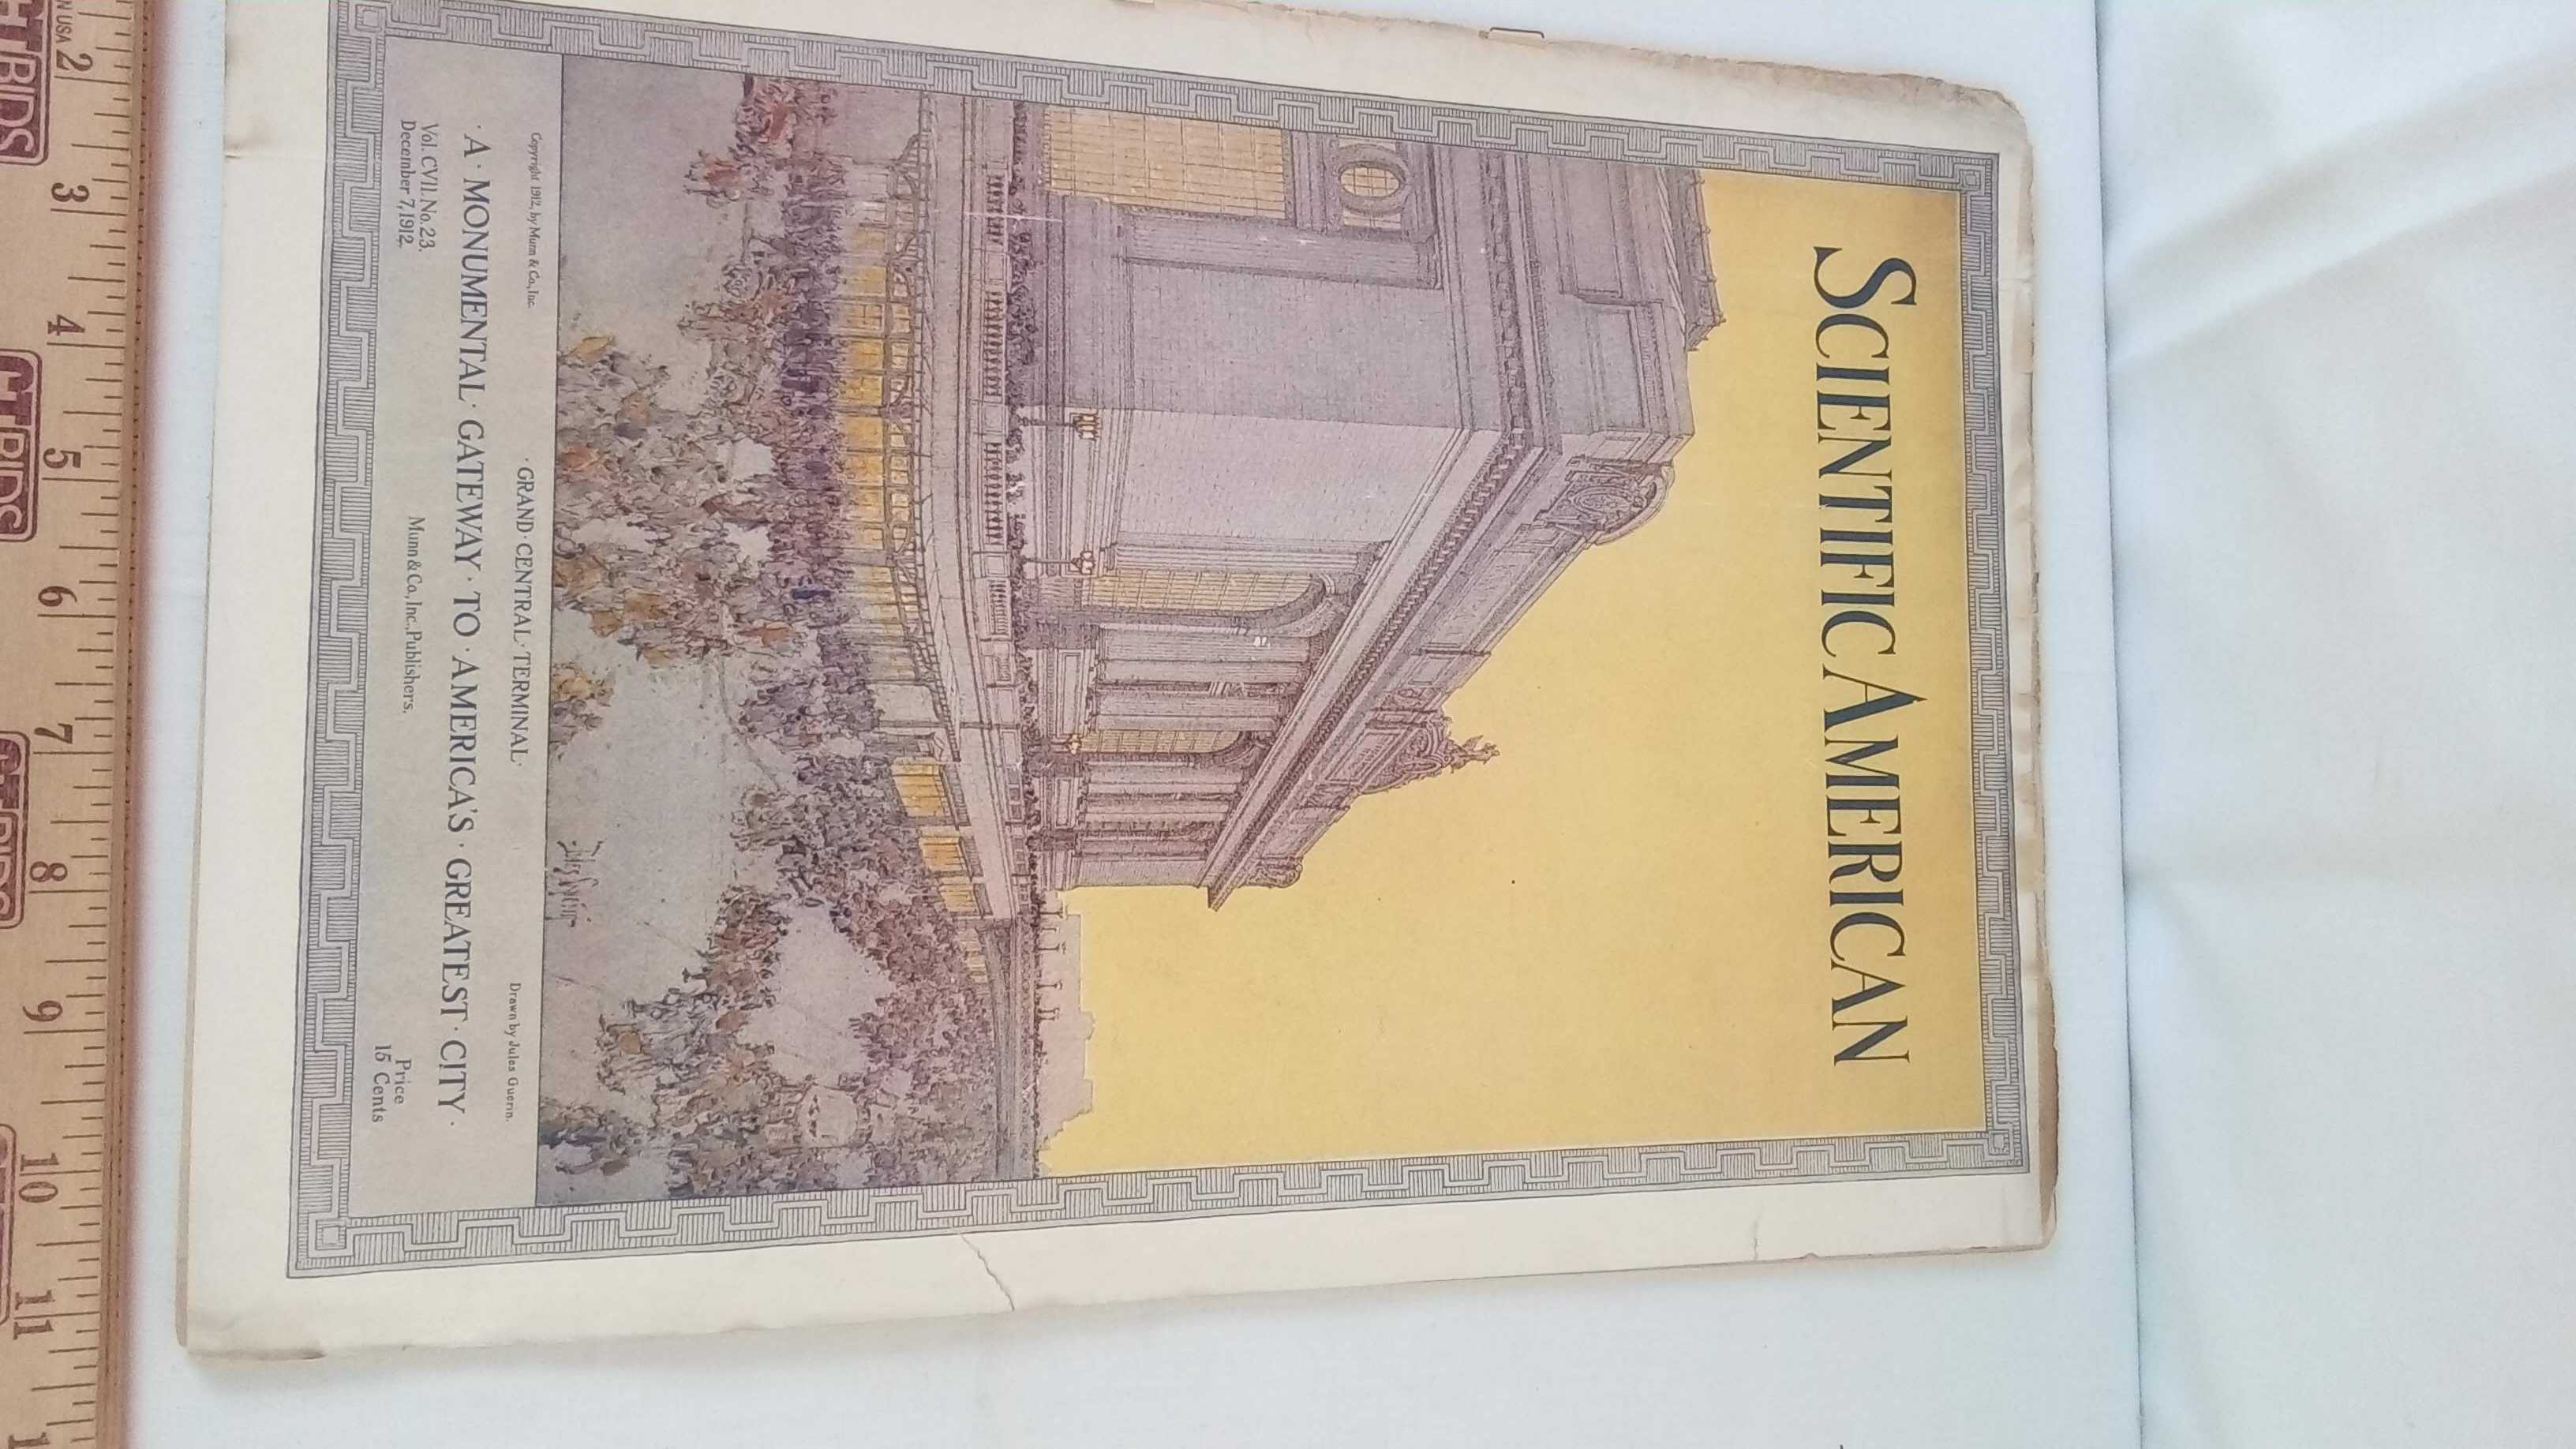 SCIENTIFIC AMERICAN
Copyright 1912, by Munn & Co., Inc.
· GRAND · CENTRAL · TERMINAL ·
Drawn by Jules Guerin.
· A · MONUMENTAL · GATEWAY · TO · AMERICA'S · GREATEST · CITY ·
Vol. CVII. No. 23.
December 7, 1912.
Munn & Co., Inc., Publishers.
Price
15 Cents
N USA
2 3 4 5 6 7 8 9 10 11